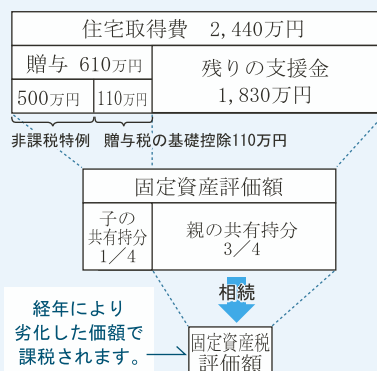 住宅取得費 2,440万円
贈与 610万円
残りの支援金
1,830万円
500万円
110万円
非課税特例 贈与税の基礎控除110万円
固定資産評価額
子の
共有持分
1/4
親の共有持分
3/4
相続
経年により
劣化した価額で
課税されます。
固定資産税
評価額